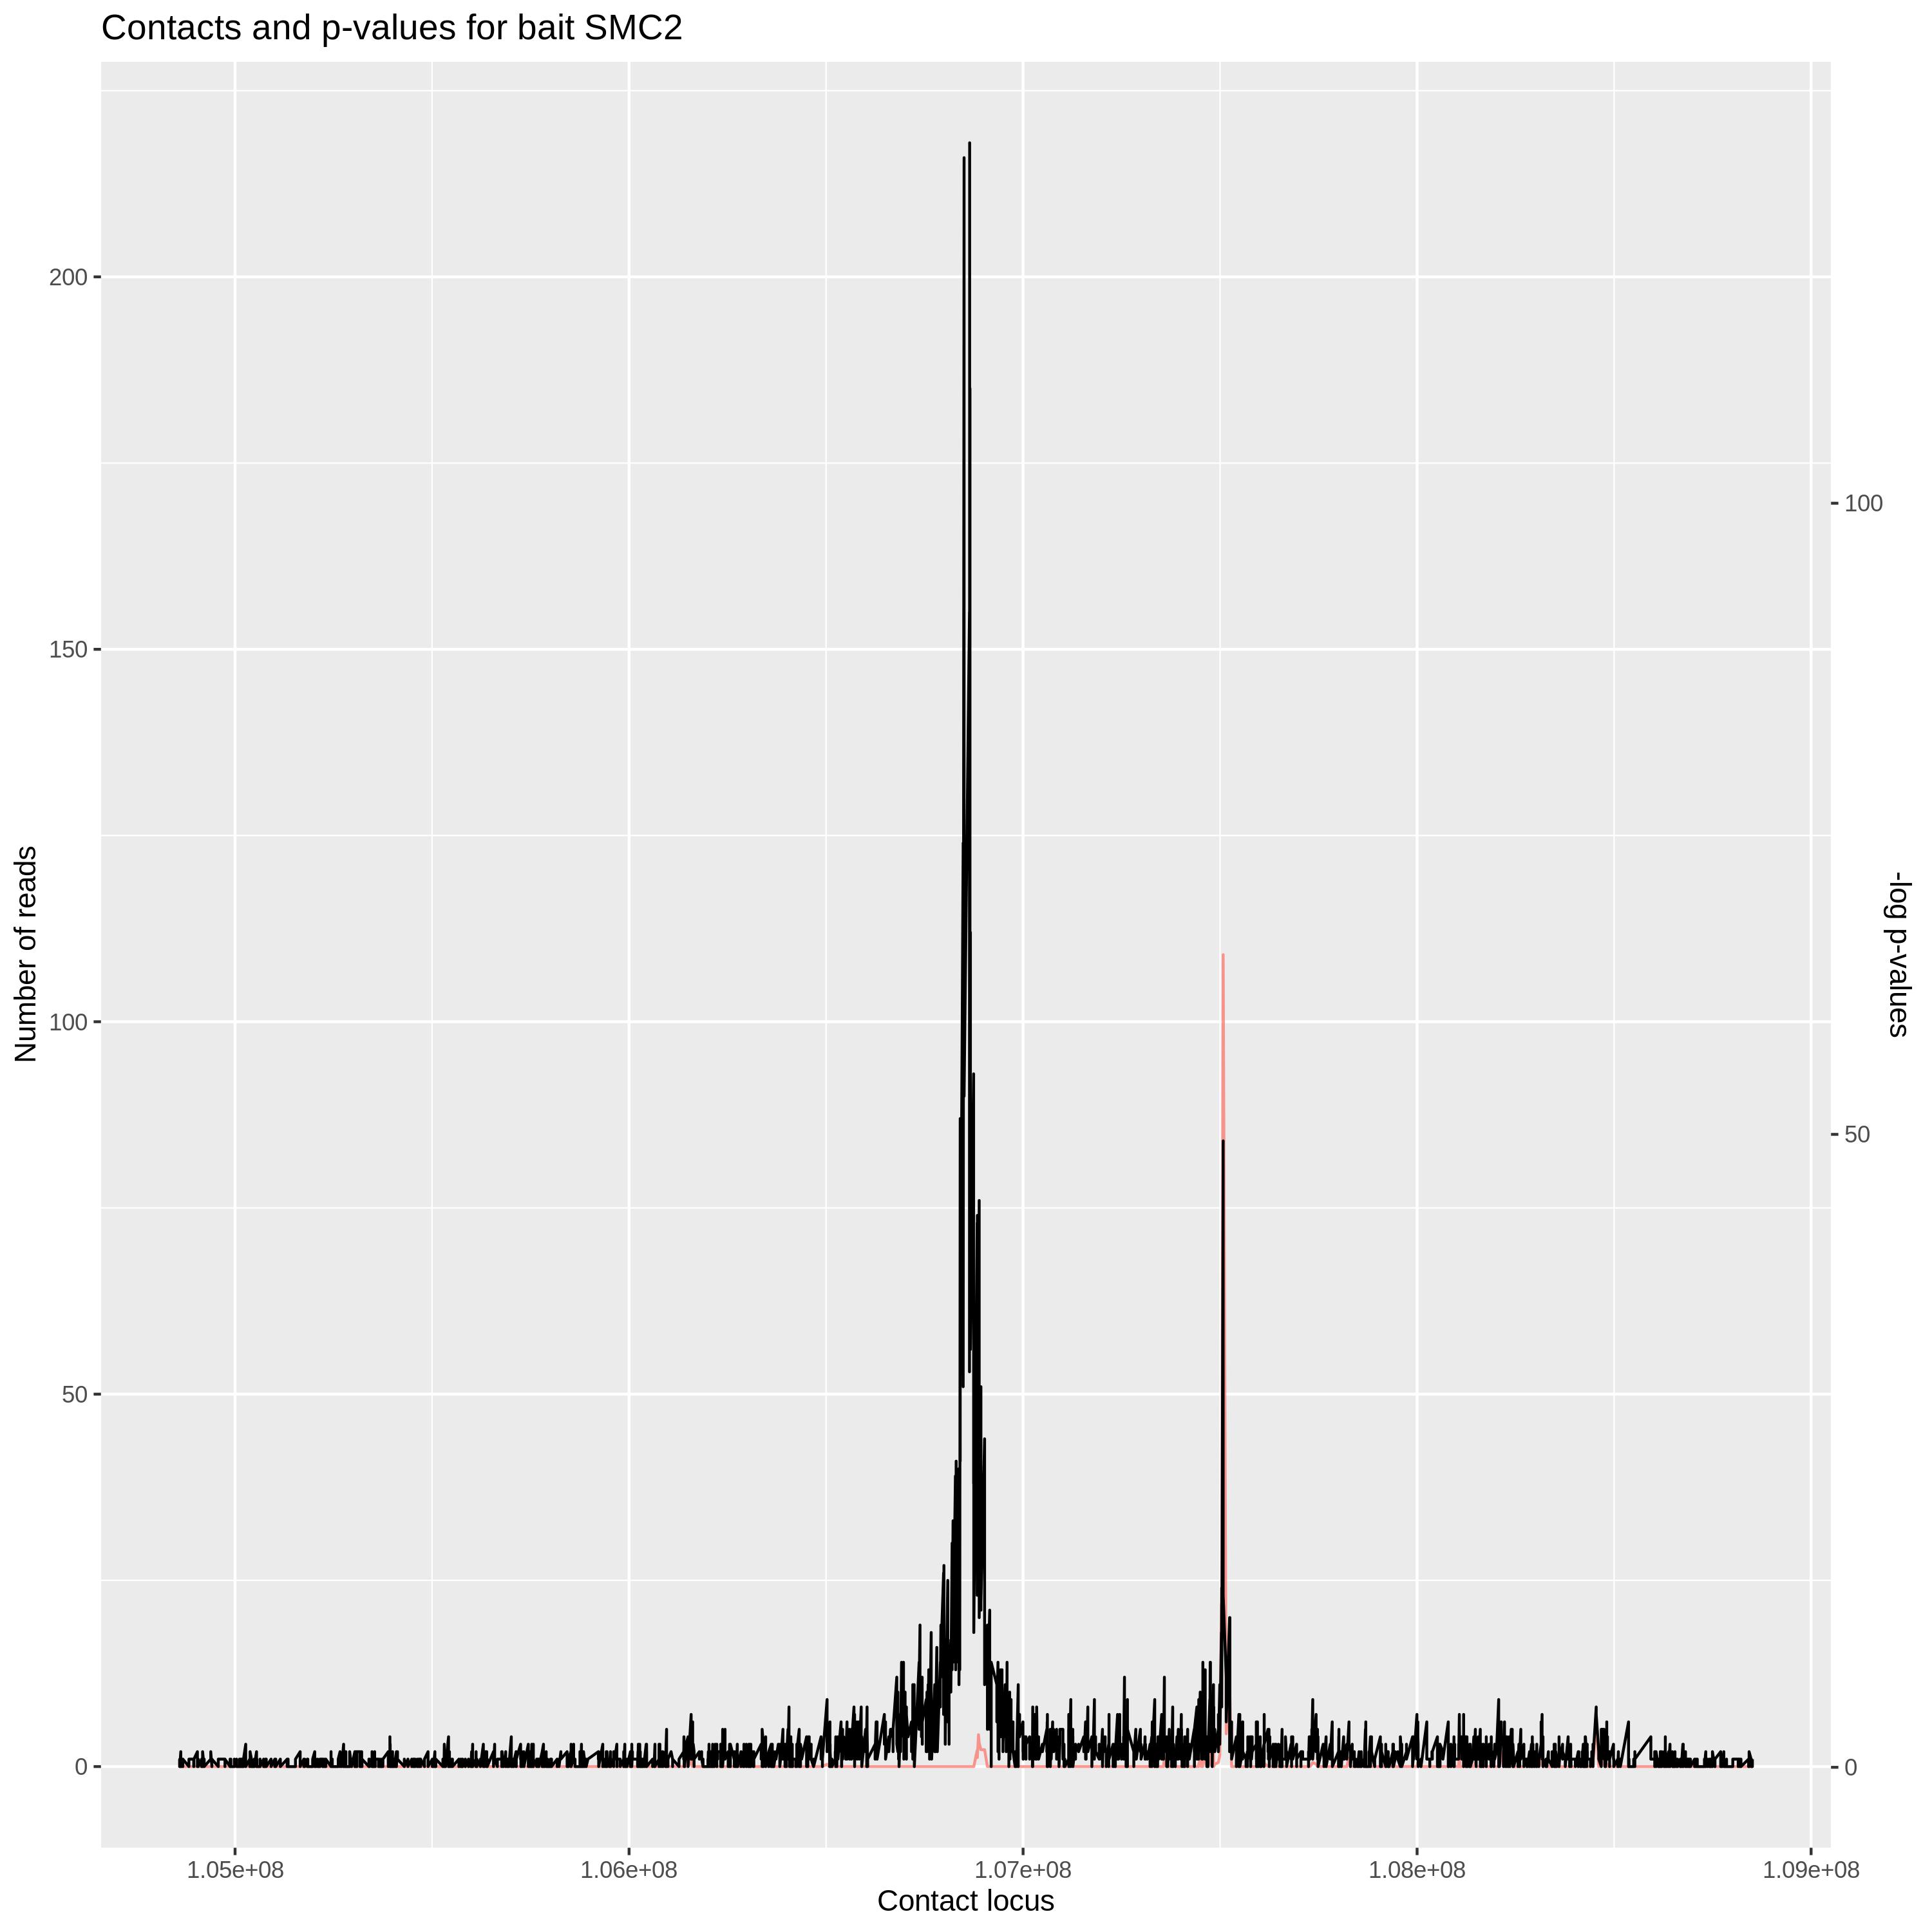 Contacts and p-values for bait SMC2
200
150
100
50
0
Number of reads
100
50
0
-log p-values
1.05e+08
1.06e+08
1.07e+08
1.08e+08
1.09e+08
Contact locus